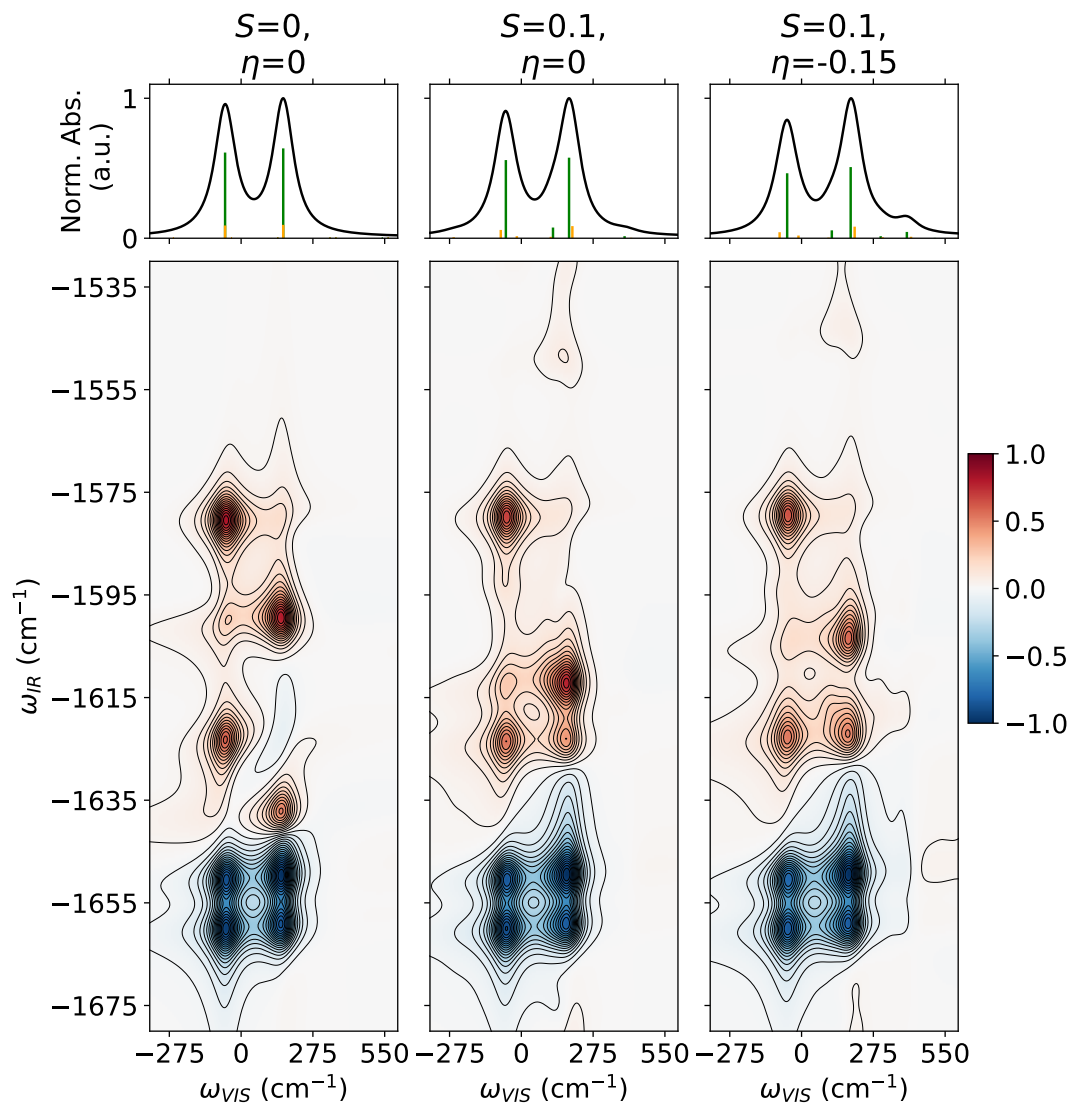 S=0,
η=0
S=0.1,
η=0
S=0.1,
η=-0.15
Norm. Abs.
(a.u.)
1
0
−1535
−1555
−1575
−1595
−1615
−1635
−1655
−1675
ω_IR (cm⁻¹)
−275 0 275 550
−275 0 275 550
−275 0 275 550
ω_VIS (cm⁻¹)
ω_VIS (cm⁻¹)
ω_VIS (cm⁻¹)
1.0
0.5
0.0
−0.5
−1.0